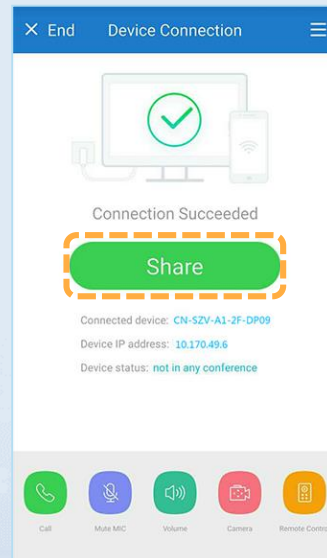 End Device Connection
Connection Succeeded
Share
Connected device: CN-SZV-A1-2F-DP09
Device IP address: 10.170.49.6
Device status: not in any conference
Call Mute MIC Volume Camera Remote Control